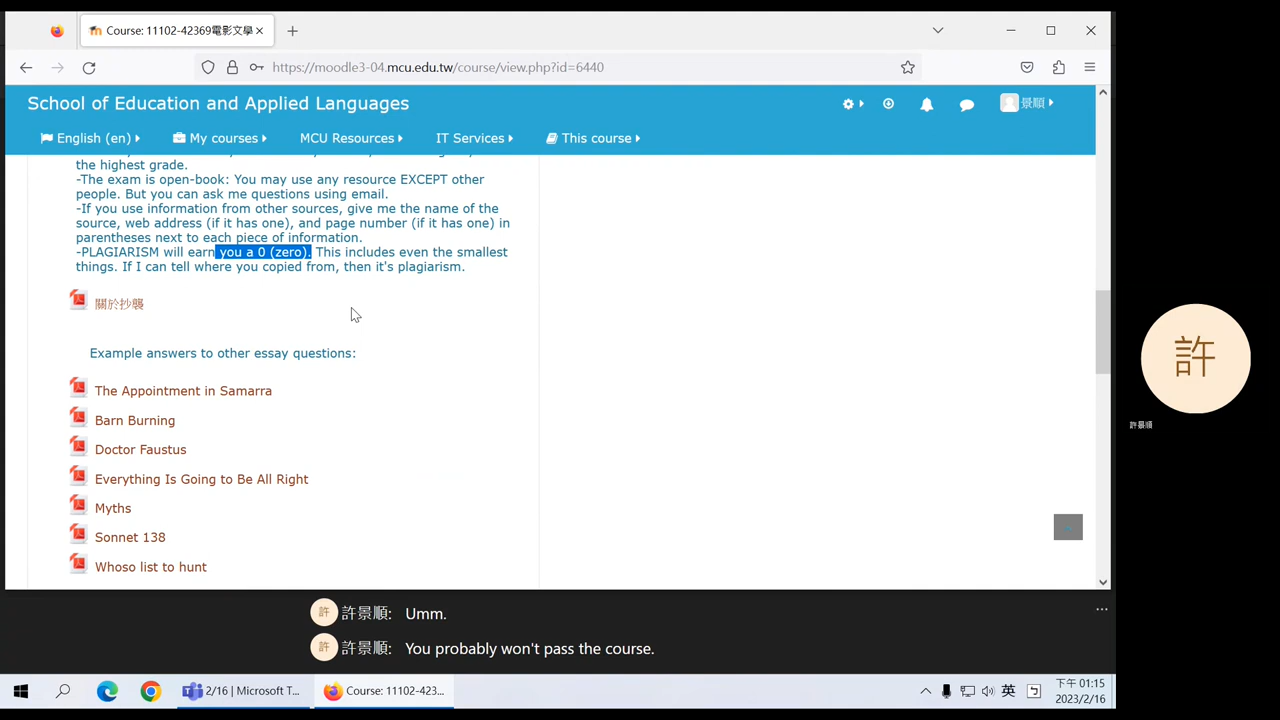 Course: 11102-42369電影文學
https://moodle3-04.mcu.edu.tw/course/view.php?id=6440
School of Education and Applied Languages
景順
English (en)
My courses
MCU Resources
IT Services
This course
the highest grade.
-The exam is open-book: You may use any resource EXCEPT other
people. But you can ask me questions using email.
-If you use information from other sources, give me the name of the
source, web address (if it has one), and page number (if it has one) in
parentheses next to each piece of information.
-PLAGIARISM will earn you a 0 (zero). This includes even the smallest
things. If I can tell where you copied from, then it's plagiarism.
關於抄襲
Example answers to other essay questions:
The Appointment in Samarra
Barn Burning
Doctor Faustus
Everything Is Going to Be All Right
Myths
Sonnet 138
Whoso list to hunt
許
許景順
許 許景順: Umm.
許 許景順: You probably won't pass the course.
2/16 | Microsoft T...
Course: 11102-423...
英
下午 01:15
2023/2/16